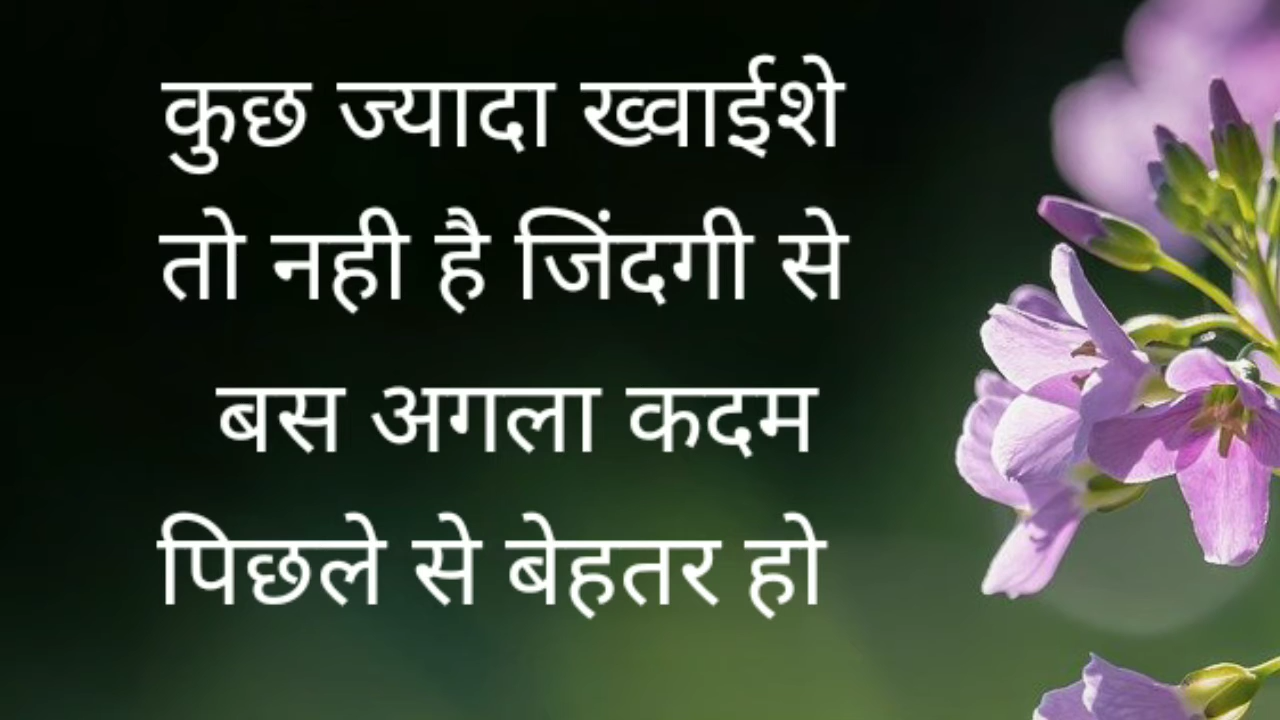 कुछ ज्यादा ख्वाईशे
तो नही है जिंदगी से
बस अगला कदम
पिछले से बेहतर हो